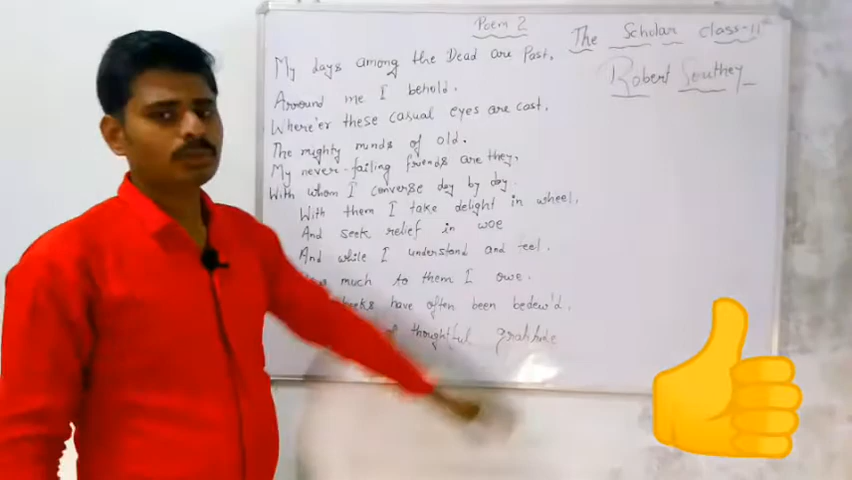 Poem 2
The Scholar class-11
Robert Southey
My days among the Dead are Past.
Arround me I behold.
Where'er these casual eyes are cast.
The mighty minds of old.
My never-failing friends are they,
With whom I converse day by day.
With them I take delight in wheel,
And seek relief in woe
And while I understand and feel.
much to them I owe.
have often been bedew'd.
thoughtful